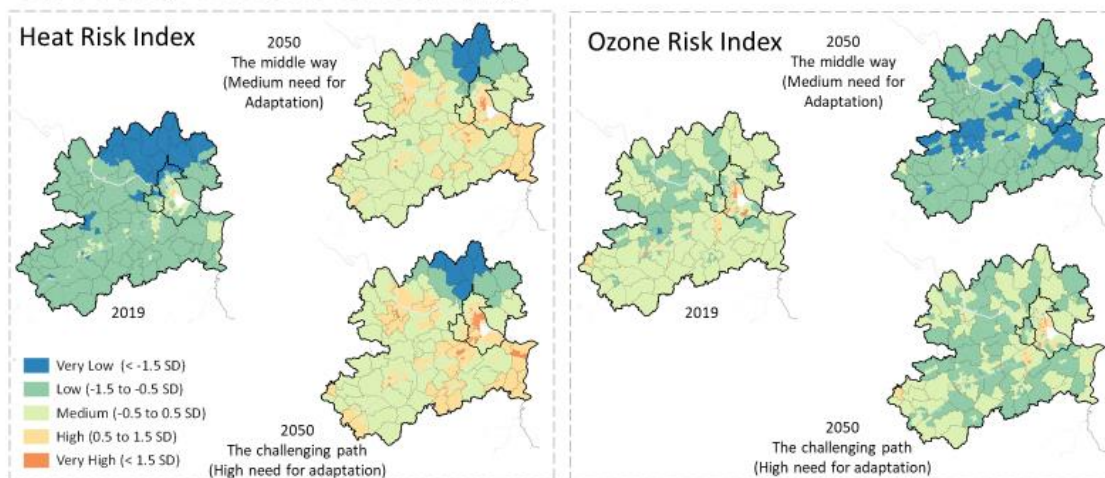 Heat Risk Index
2050
The middle way
(Medium need for
Adaptation)
2019
Very Low (< -1.5 SD)
Low (-1.5 to -0.5 SD)
Medium (-0.5 to 0.5 SD)
High (0.5 to 1.5 SD)
Very High (< 1.5 SD)
2050
The challenging path
(High need for adaptation)
Ozone Risk Index
2050
The middle way
(Medium need for
Adaptation)
2019
2050
The challenging path
(High need for adaptation)